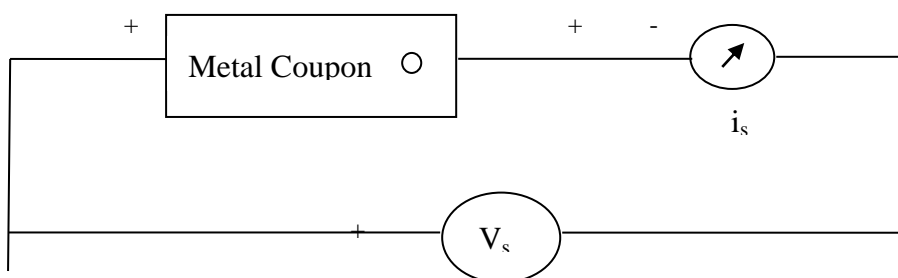 + + -
Metal Coupon
i_s
+ V_s